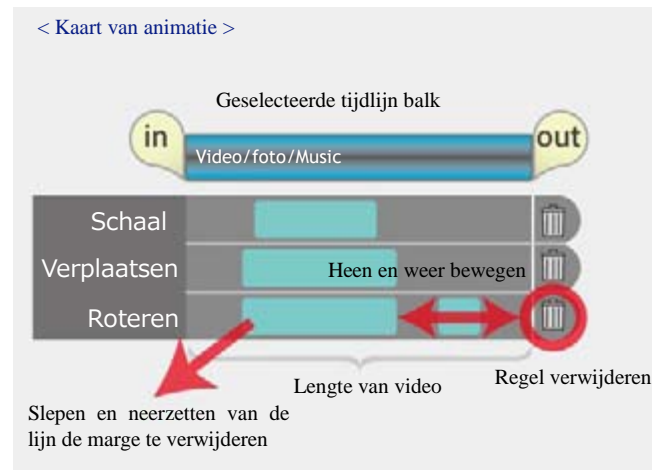 < Kaart van animatie >
Geselecteerde tijdlijn balk
in
out
Video/foto/Music
Schaal
Verplaatsen
Heen en weer bewegen
Roteren
Lengte van video
Regel verwijderen
Slepen en neerzetten van de
lijn de marge te verwijderen